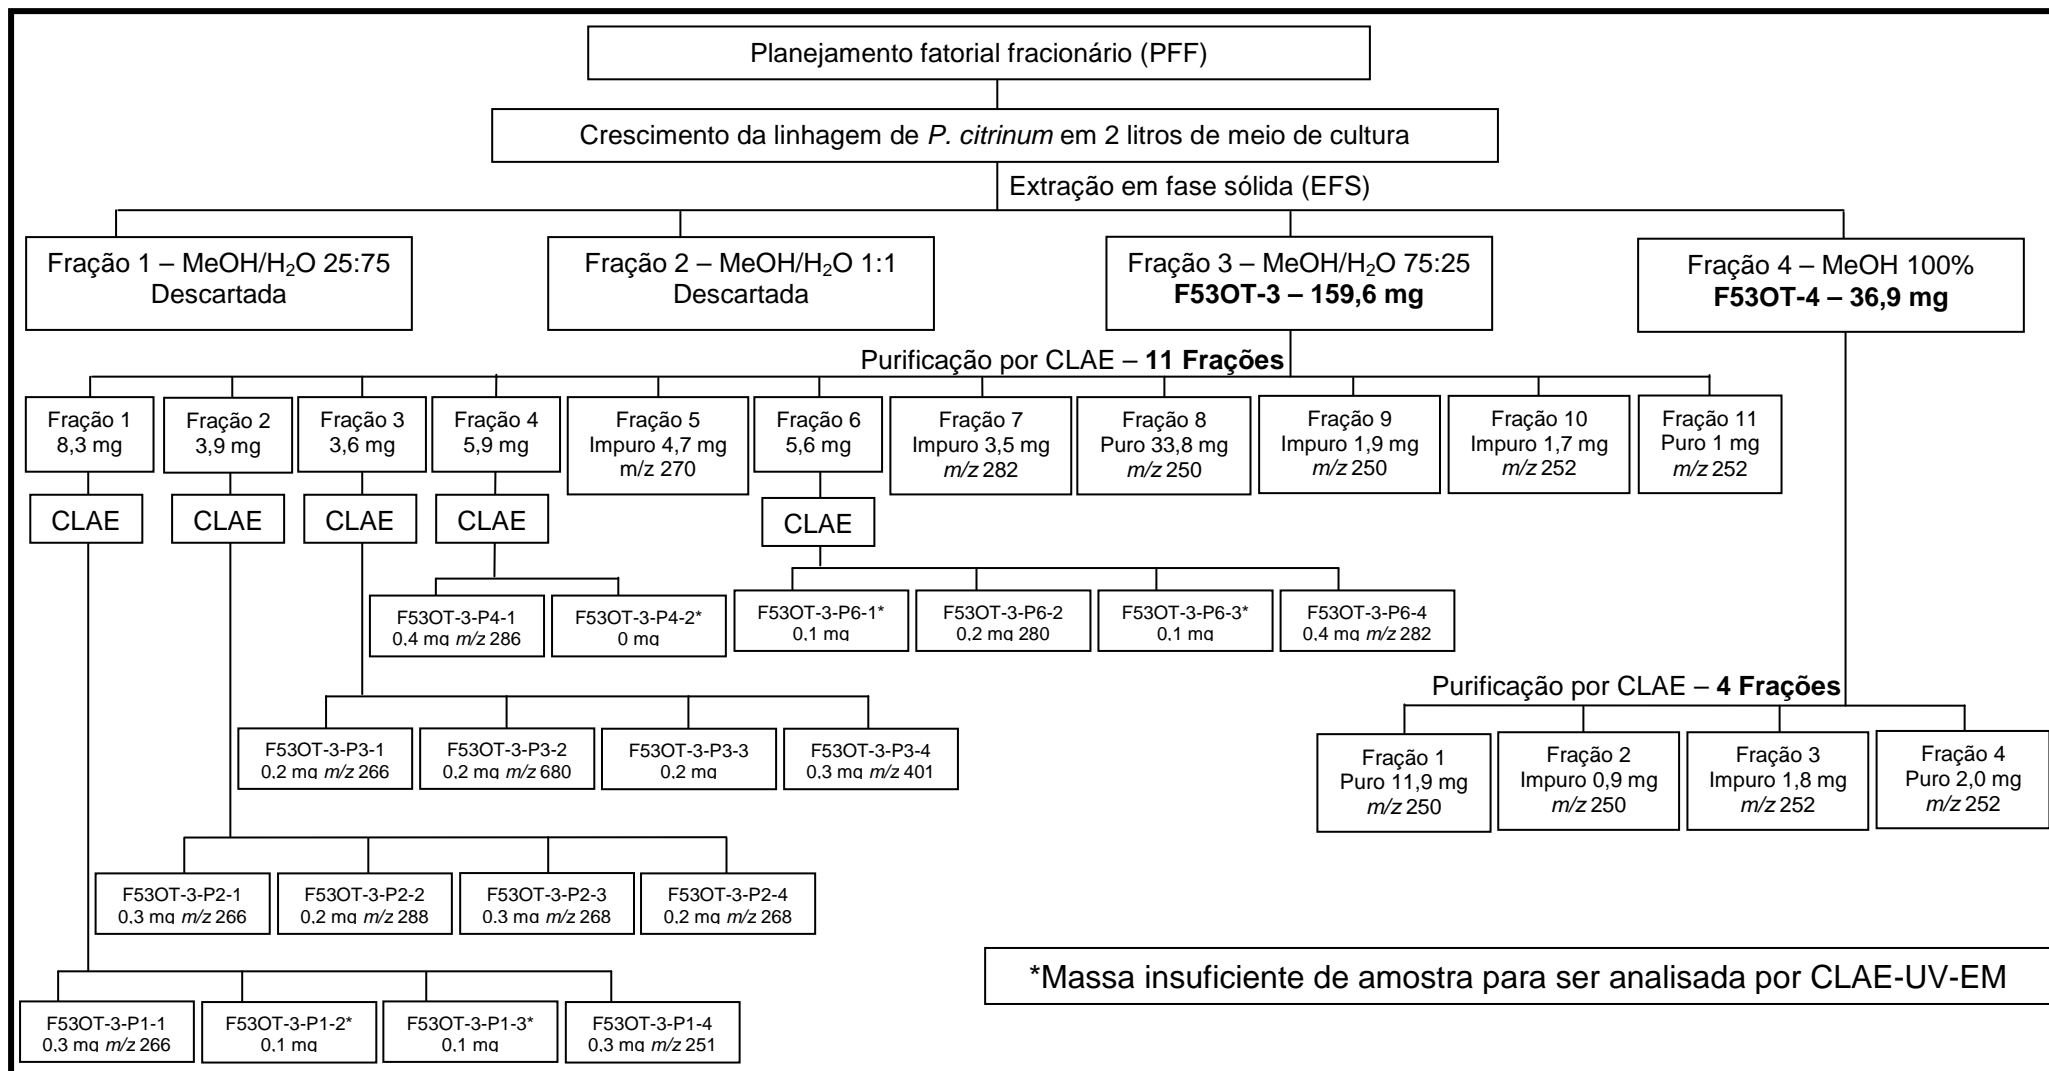 Planejamento fatorial fracionário (PFF)
Crescimento da linhagem de P. citrinum em 2 litros de meio de cultura
Extração em fase sólida (EFS)
Fração 1 – MeOH/H₂O 25:75
Descartada
Fração 2 – MeOH/H₂O 1:1
Descartada
Fração 3 – MeOH/H₂O 75:25
F53OT-3 – 159,6 mg
Fração 4 – MeOH 100%
F53OT-4 – 36,9 mg
Purificação por CLAE – 11 Frações
Fração 1
8,3 mg
Fração 2
3,9 mg
Fração 3
3,6 mg
Fração 4
5,9 mg
Fração 5
Impuro 4,7 mg
m/z 270
Fração 6
5,6 mg
Fração 7
Impuro 3,5 mg
m/z 282
Fração 8
Puro 33,8 mg
m/z 250
Fração 9
Impuro 1,9 mg
m/z 250
Fração 10
Impuro 1,7 mg
m/z 252
Fração 11
Puro 1 mg
m/z 252
CLAE
CLAE
CLAE
CLAE
CLAE
F53OT-3-P4-1
0,4 mg m/z 286
F53OT-3-P4-2*
0 mg
F53OT-3-P6-1*
0,1 mg
F53OT-3-P6-2
0,2 mg 280
F53OT-3-P6-3*
0,1 mg
F53OT-3-P6-4
0,4 mg m/z 282
Purificação por CLAE – 4 Frações
F53OT-3-P3-1
0,2 mg m/z 266
F53OT-3-P3-2
0,2 mg m/z 680
F53OT-3-P3-3
0,2 mg
F53OT-3-P3-4
0,3 mg m/z 401
Fração 1
Puro 11,9 mg
m/z 250
Fração 2
Impuro 0,9 mg
m/z 250
Fração 3
Impuro 1,8 mg
m/z 252
Fração 4
Puro 2,0 mg
m/z 252
F53OT-3-P2-1
0,3 mg m/z 266
F53OT-3-P2-2
0,2 mg m/z 288
F53OT-3-P2-3
0,3 mg m/z 268
F53OT-3-P2-4
0,2 mg m/z 268
*Massa insuficiente de amostra para ser analisada por CLAE-UV-EM
F53OT-3-P1-1
0,3 mg m/z 266
F53OT-3-P1-2*
0,1 mg
F53OT-3-P1-3*
0,1 mg
F53OT-3-P1-4
0,3 mg m/z 251